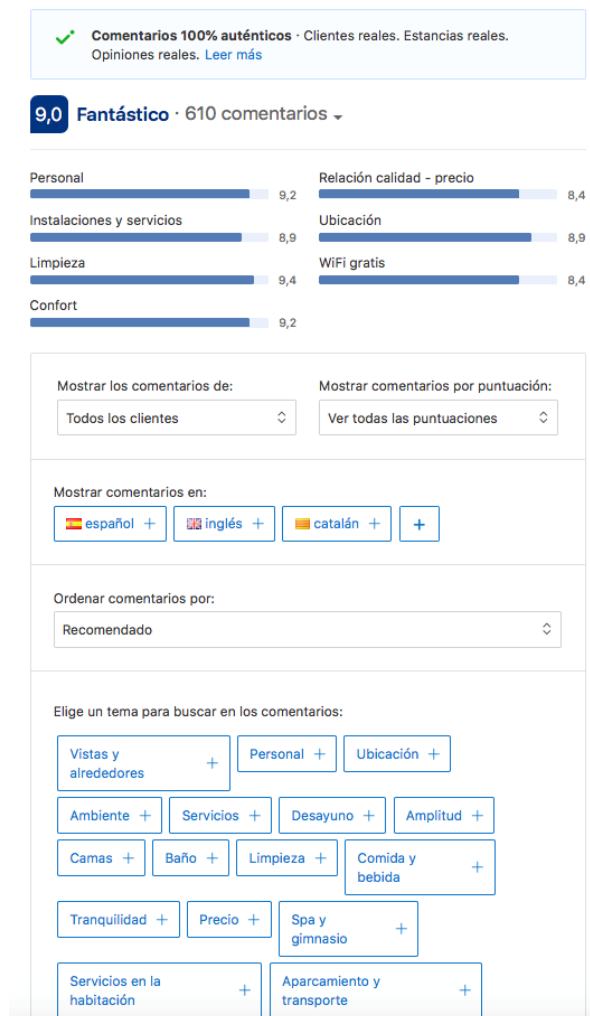 Comentarios 100% auténticos · Clientes reales. Estancias reales.
Opiniones reales. Leer más
9,0 Fantástico · 610 comentarios
Personal
9,2
Relación calidad - precio
8,4
Instalaciones y servicios
8,9
Ubicación
8,9
Limpieza
9,4
WiFi gratis
8,4
Confort
9,2
Mostrar los comentarios de:
Todos los clientes
Mostrar comentarios por puntuación:
Ver todas las puntuaciones
Mostrar comentarios en:
español + inglés + catalán + +
Ordenar comentarios por:
Recomendado
Elige un tema para buscar en los comentarios:
Vistas y
alrededores +
Personal + Ubicación +
Ambiente + Servicios + Desayuno + Amplitud +
Camas + Baño + Limpieza +
Comida y
bebida +
Tranquilidad + Precio +
Spa y
gimnasio +
Servicios en la
habitación +
Aparcamiento y
transporte +